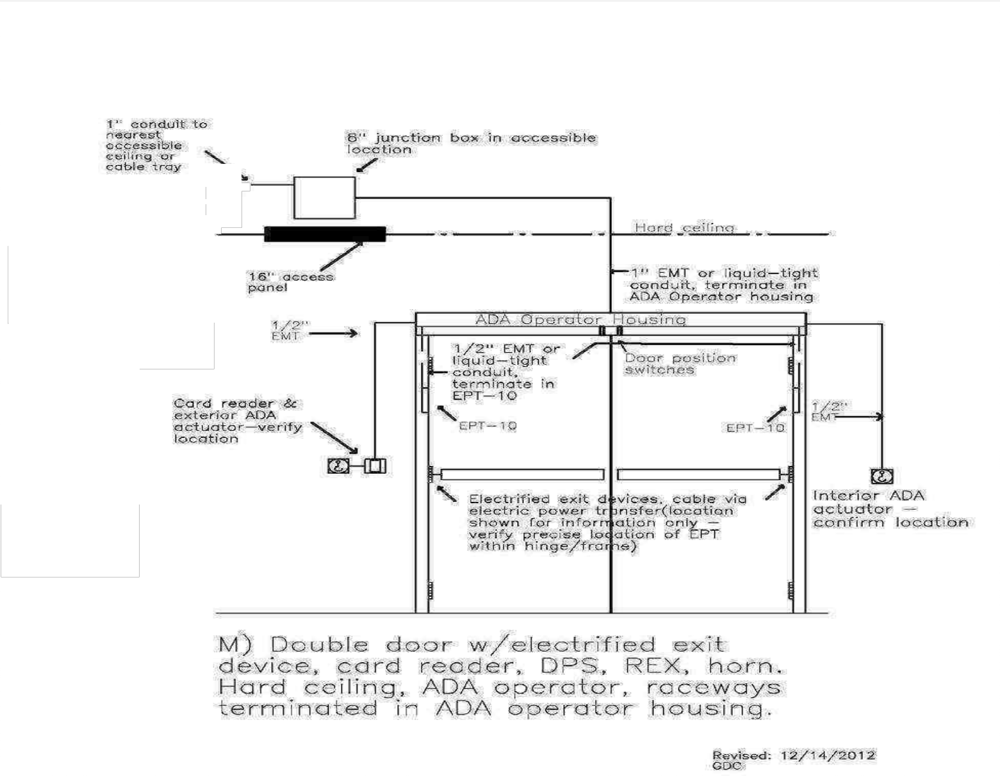 1" conduit to
nearest
accessible
ceiling or
cable tray
8" junction box in accessible
location
Hard ceiling
16" access
panel
1" EMT or liquid-tight
conduit, terminate in
ADA Operator housing
ADA Operator Housing
1/2"
EMT
1/2" EMT or
liquid-tight
conduit,
terminate in
EPT-10
Door position
switches
Card reader &
exterior ADA
actuator-verify
location
EPT-10
EPT-10
1/2"
EMT
Electrified exit devices, cable via
electric power transfer(location
shown for information only -
verify precise location of EPT
within hinge/frame)
Interior ADA
actuator -
confirm location
M) Double door w/electrified exit
device, card reader, DPS, REX, horn.
Hard ceiling, ADA operator, raceways
terminated in ADA operator housing.
Revised: 12/14/2012
GDC